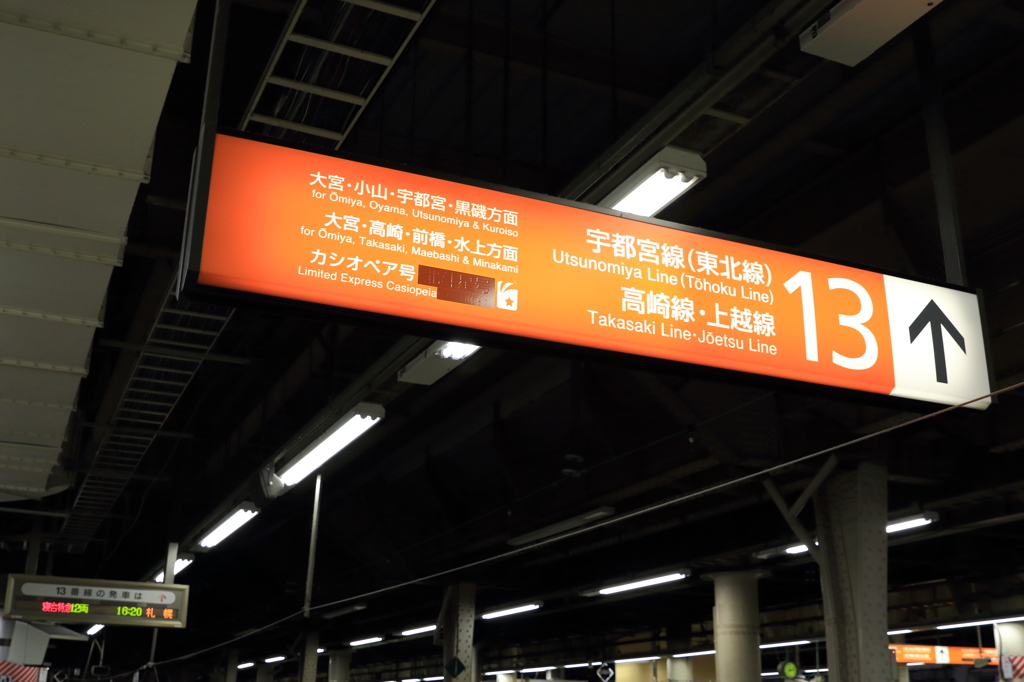 大宮・小山・宇都宮・黒磯方面
for Ōmiya, Oyama, Utsunomiya & Kuroiso
大宮・高崎・前橋・水上方面
for Ōmiya, Takasaki, Maebashi & Minakami
カシオペア号
Limited Express Casiopeia
宇都宮線(東北線)
Utsunomiya Line (Tōhoku Line)
高崎線・上越線
Takasaki Line・Jōetsu Line
13
13番線の発車は
寝台特急12両 16:20 札幌